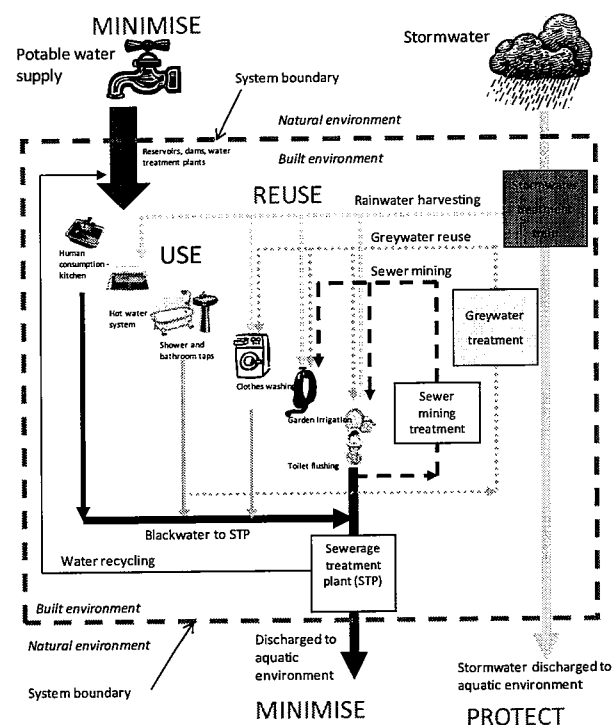 MINIMISE
Potable water
supply
Stormwater
System boundary
Natural environment
Reservoirs, dams, water
treatment plants
Built environment
REUSE
Rainwater harvesting
Stormwater
treatment
train
Greywater reuse
USE
Human
consumption -
kitchen
Sewer mining
Hot water
system
Shower and
bathroom taps
Greywater
treatment
Clothes washing
Garden irrigation
Sewer
mining
treatment
Toilet flushing
Blackwater to STP
Water recycling
Sewerage
treatment
plant (STP)
Built environment
Natural environment
Discharged to
aquatic
environment
System boundary
Stormwater discharged to
aquatic environment
MINIMISE
PROTECT